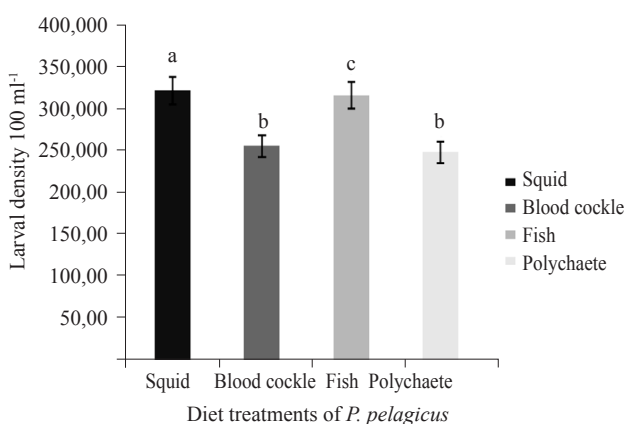 400,000
350,000
300,000
250,000
200,00
150,00
100,00
50,00
0
Larval density 100 ml⁻¹
a
b
c
b
Squid
Blood cockle
Fish
Polychaete
Squid Blood cockle Fish Polychaete
Diet treatments of P. pelagicus